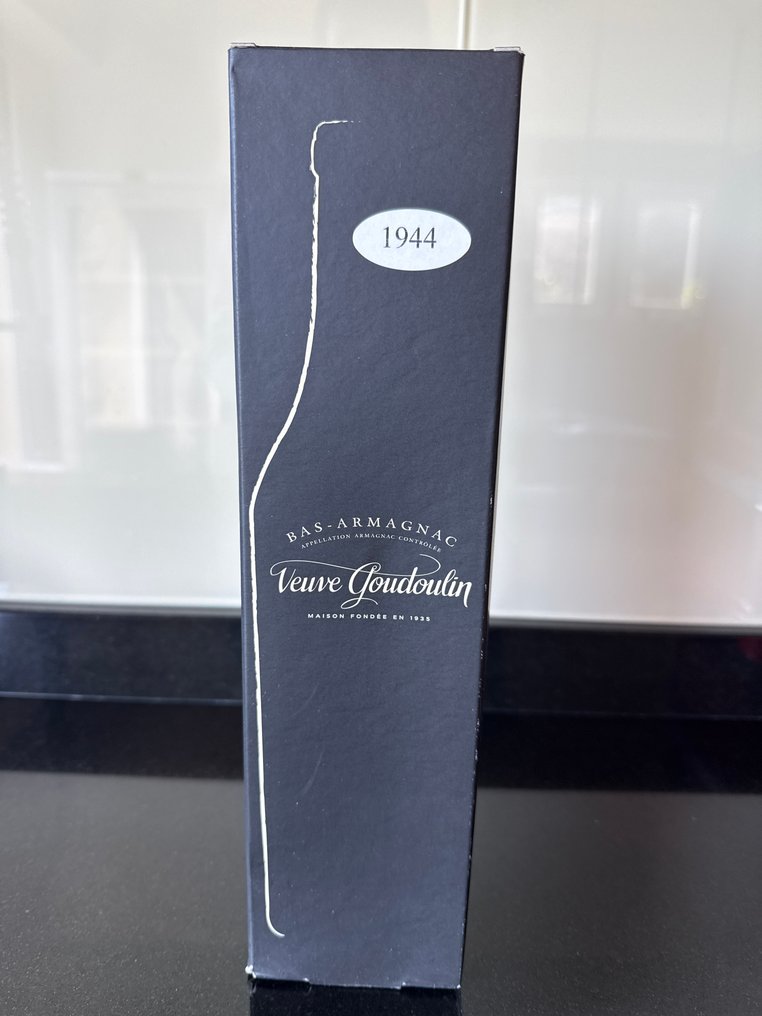 1944
BAS-ARMAGNAC
APPELLATION ARMAGNAC CONTRÔLÉE
Veuve Goudoulin
MAISON FONDÉE EN 1935